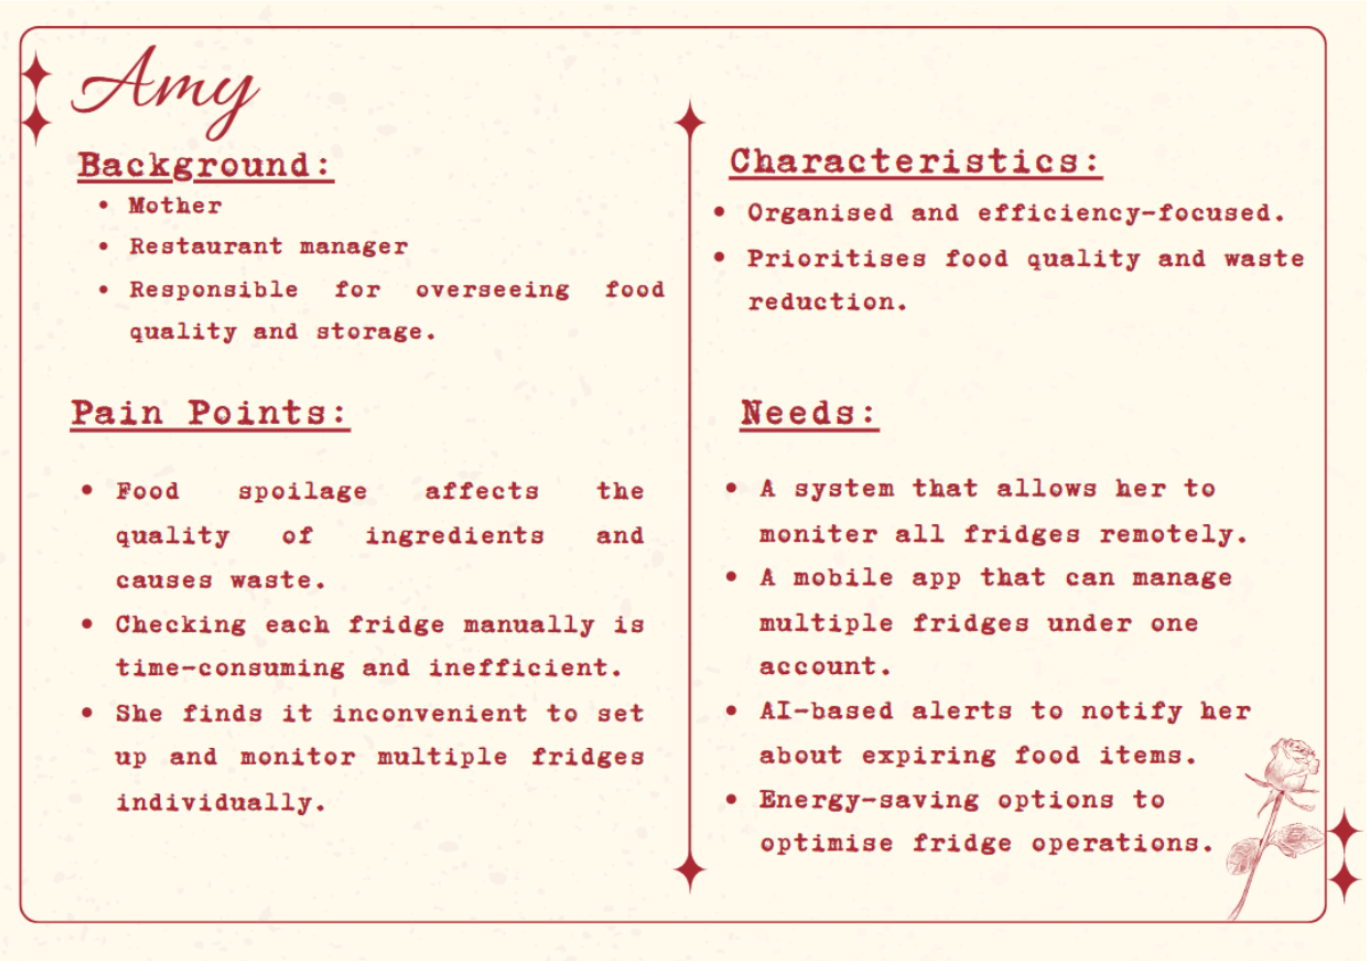 Amy
Background:
• Mother
• Restaurant manager
• Responsible for overseeing food
quality and storage.
Pain Points:
• Food spoilage affects the
quality of ingredients and
causes waste.
• Checking each fridge manually is
time-consuming and inefficient.
• She finds it inconvenient to set
up and monitor multiple fridges
individually.
Characteristics:
• Organised and efficiency-focused.
• Prioritises food quality and waste
reduction.
Needs:
• A system that allows her to
moniter all fridges remotely.
• A mobile app that can manage
multiple fridges under one
account.
• AI-based alerts to notify her
about expiring food items.
• Energy-saving options to
optimise fridge operations.